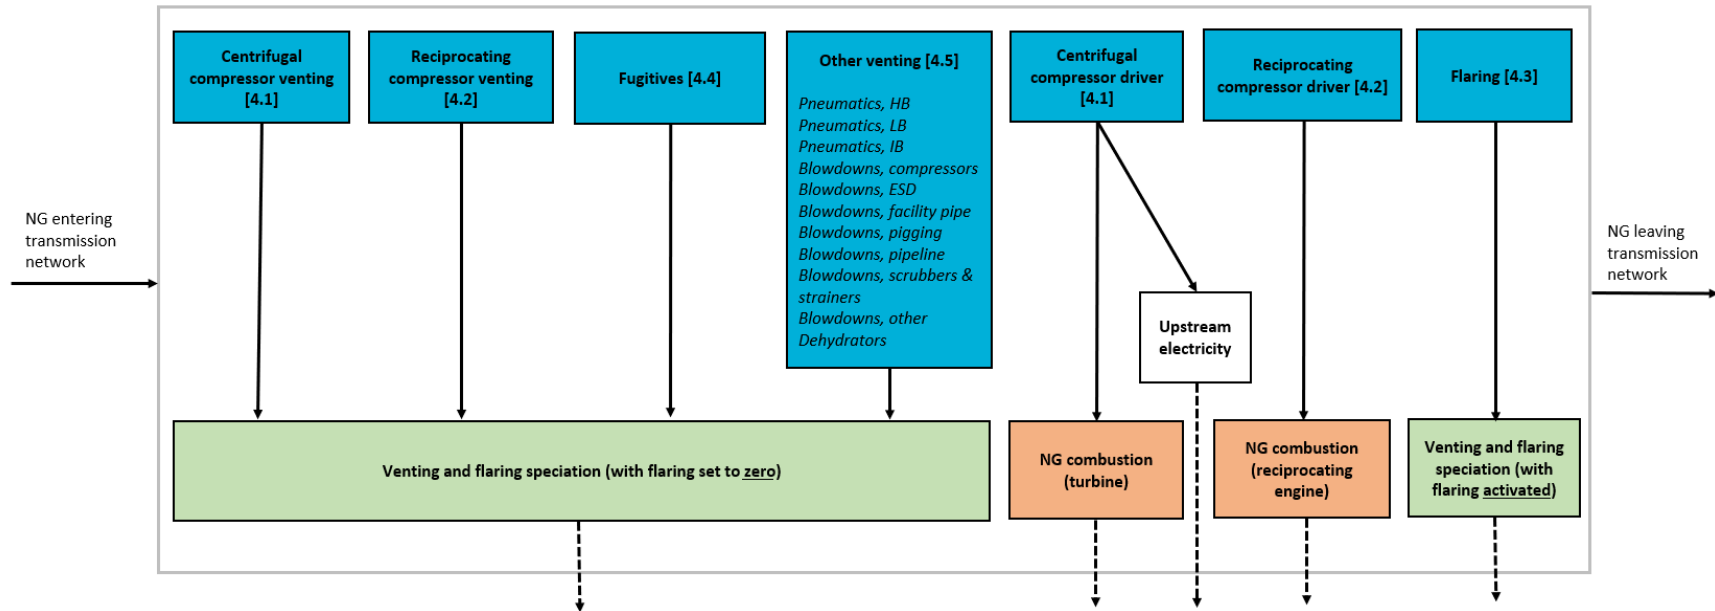 Centrifugal
compressor venting
[4.1]
Reciprocating
compressor venting
[4.2]
Fugitives [4.4]
Other venting [4.5]
Pneumatics, HB
Pneumatics, LB
Pneumatics, IB
Blowdowns, compressors
Blowdowns, ESD
Blowdowns, facility pipe
Blowdowns, pigging
Blowdowns, pipeline
Blowdowns, scrubbers &
strainers
Blowdowns, other
Dehydrators
Centrifugal
compressor driver
[4.1]
Reciprocating
compressor driver [4.2]
Flaring [4.3]
NG entering
transmission
network
NG leaving
transmission
network
Upstream
electricity
Venting and flaring speciation (with flaring set to zero)
NG combustion
(turbine)
NG combustion
(reciprocating
engine)
Venting and flaring
speciation (with
flaring activated)